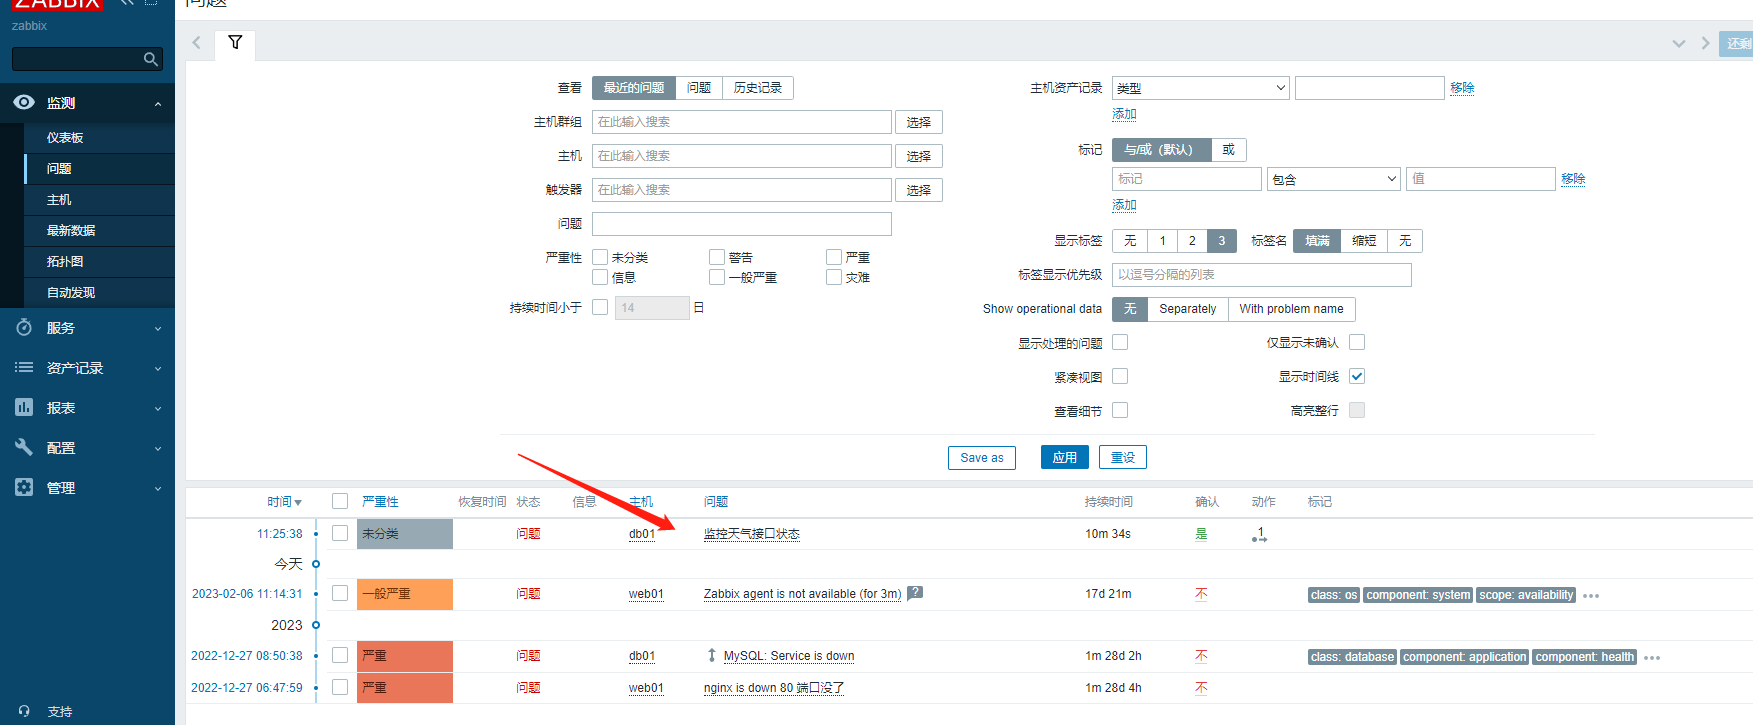 ZABBIX
问题
zabbix
还剩
监测
仪表板
问题
主机
最新数据
拓扑图
自动发现
服务
资产记录
报表
配置
管理
支持
查看 最近的问题 问题 历史记录
主机群组 在此输入搜索 选择
主机 在此输入搜索 选择
触发器 在此输入搜索 选择
问题
严重性 未分类 警告 严重
信息 一般严重 灾难
持续时间小于 14 日
主机资产记录 类型 移除
添加
标记 与/或（默认） 或
标记 包含 值 移除
添加
显示标签 无 1 2 3 标签名 填满 缩短 无
标签显示优先级 以逗号分隔的列表
Show operational data 无 Separately With problem name
显示处理的问题 仅显示未确认
紧凑视图 显示时间线
查看细节 高亮整行
Save as 应用 重设
时间 严重性 恢复时间 状态 信息 主机 问题 持续时间 确认 动作 标记
11:25:38 未分类 问题 db01 监控天气接口状态 10m 34s 是 1
今天
2023-02-06 11:14:31 一般严重 问题 web01 Zabbix agent is not available (for 3m) ? 17d 21m 不 class: os component: system scope: availability •••
2023
2022-12-27 08:50:38 严重 问题 db01 MySQL: Service is down 1m 28d 2h 不 class: database component: application component: health •••
2022-12-27 06:47:59 严重 问题 web01 nginx is down 80 端口没了 1m 28d 4h 不